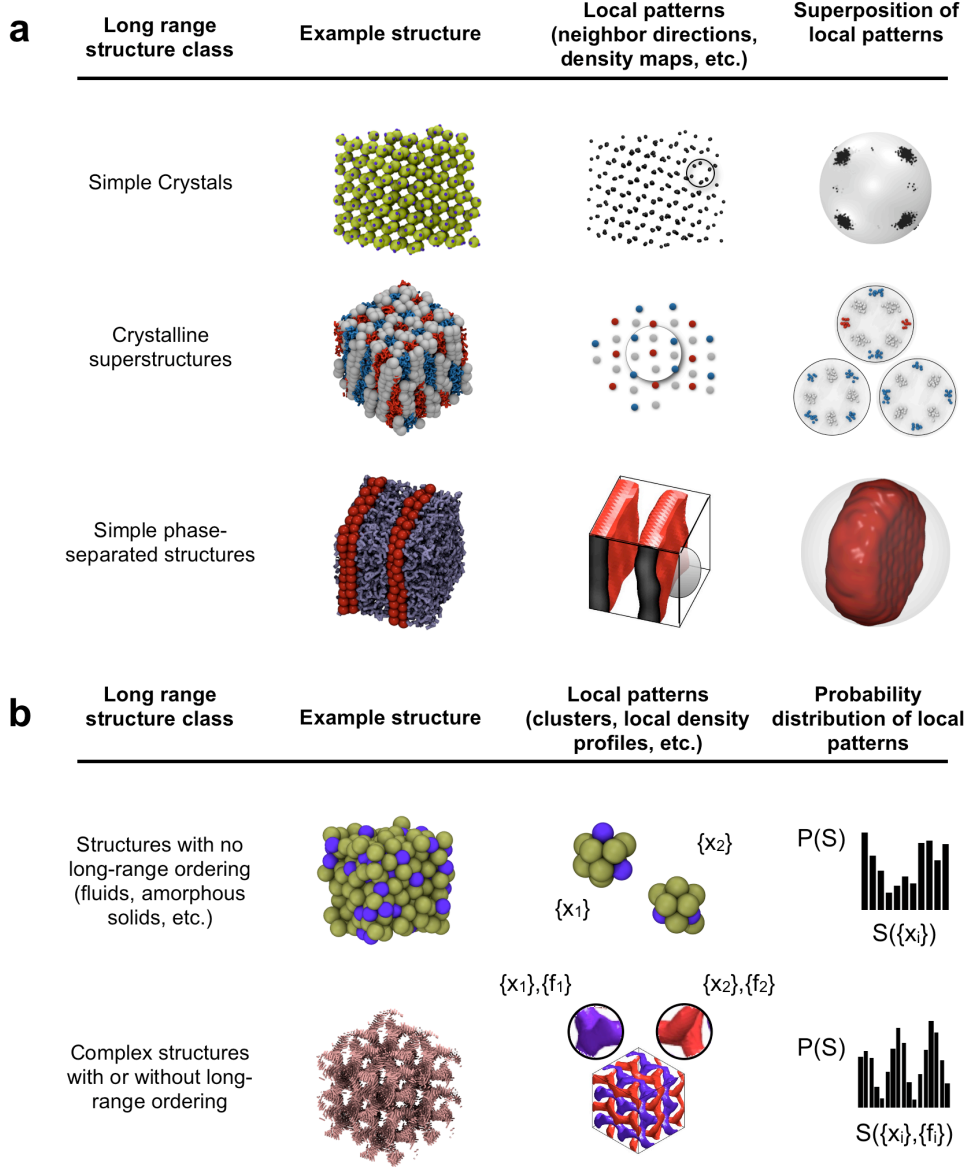 a
Long range
structure class
Example structure
Local patterns
(neighbor directions,
density maps, etc.)
Superposition of
local patterns
Simple Crystals
Crystalline
superstructures
Simple phase-
separated structures
b
Long range
structure class
Example structure
Local patterns
(clusters, local density
profiles, etc.)
Probability
distribution of local
patterns
Structures with no
long-range ordering
(fluids, amorphous
solids, etc.)
{x₂}
{x₁}
P(S)
S({xᵢ})
Complex structures
with or without long-
range ordering
{x₁},{f₁}
{x₂},{f₂}
P(S)
S({xᵢ},{fᵢ})